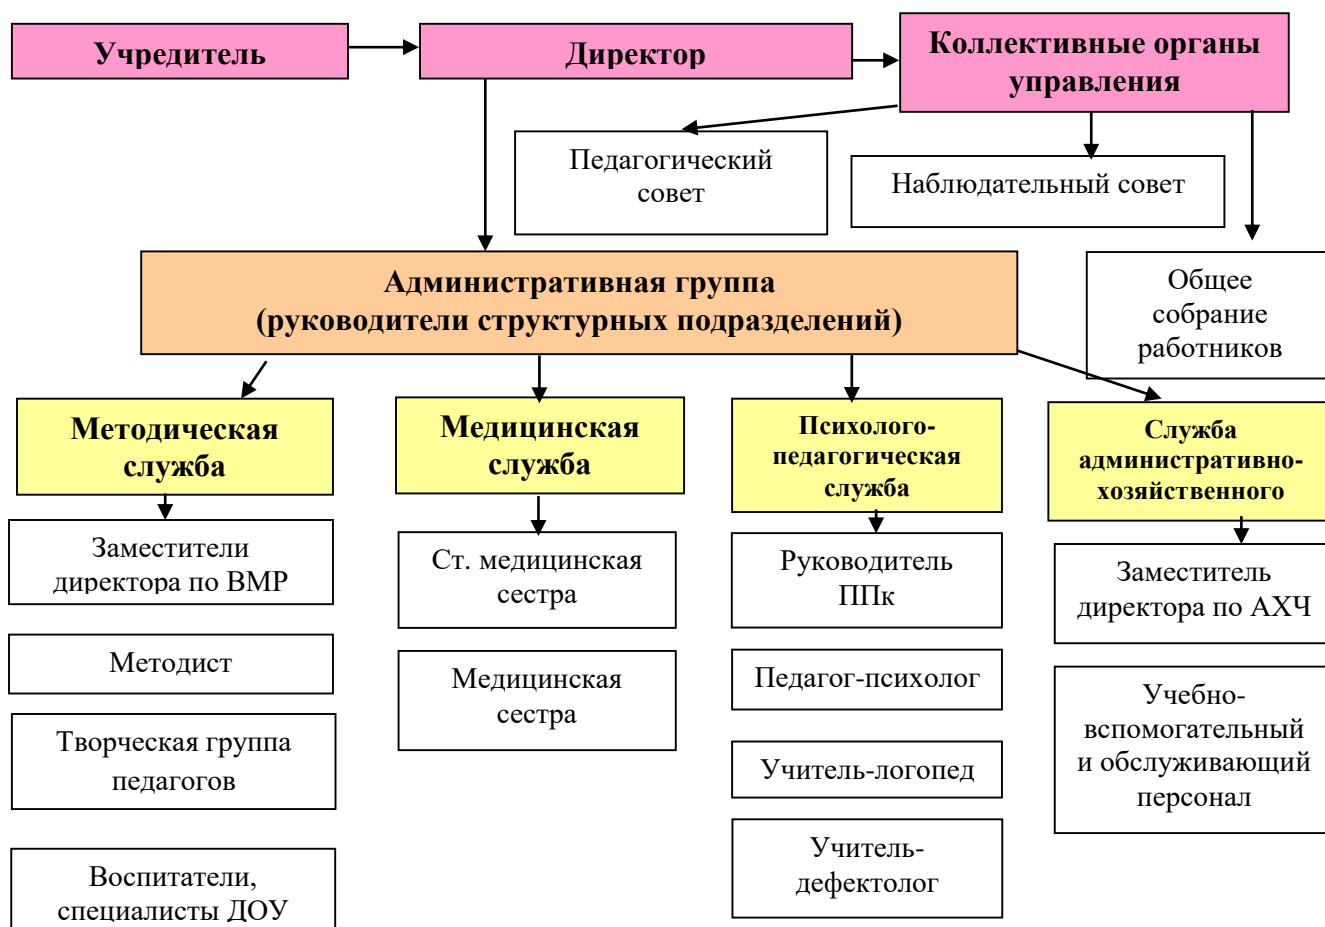 Учредитель
Директор
Коллективные органы
управления
Педагогический
совет
Наблюдательный совет
Общее
собрание
работников
Административная группа
(руководители структурных подразделений)
Методическая
служба
Заместители
директора по ВМР
Методист
Творческая группа
педагогов
Воспитатели,
специалисты ДОУ
Медицинская
служба
Ст. медицинская
сестра
Медицинская
сестра
Психолого-
педагогическая
служба
Руководитель
ППк
Педагог-психолог
Учитель-логопед
Учитель-
дефектолог
Служба
административно-
хозяйственного
Заместитель
директора по АХЧ
Учебно-
вспомогательный
и обслуживающий
персонал